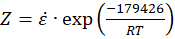 Z = ε̇ · exp(−179426 / RT)